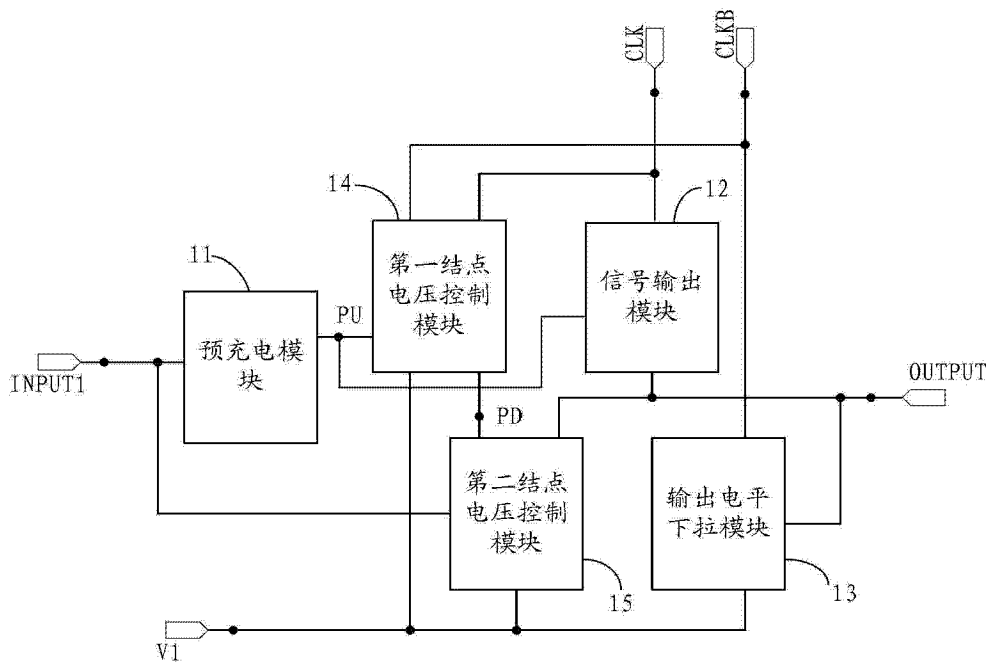 CLK
CLKB
14
12
11
第一结点
电压控制
模块
信号输出
模块
PU
预充电模
块
INPUT1
OUTPUT
PD
第二结点
电压控制
模块
输出电平
下拉模块
15
13
V1